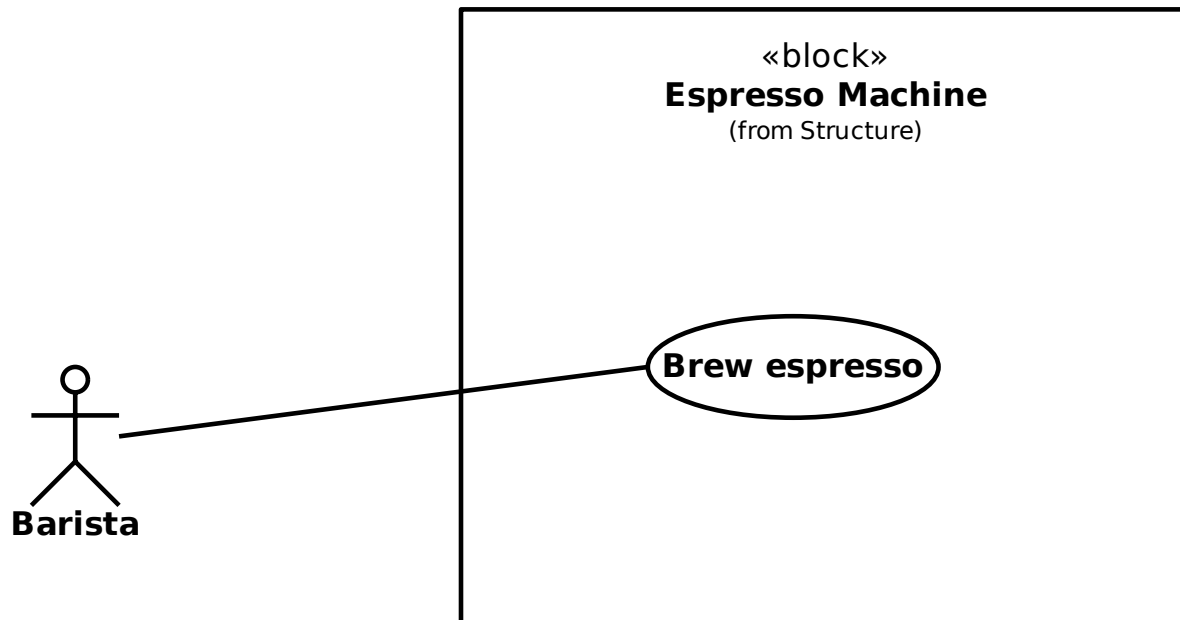 «block»
Espresso Machine
(from Structure)
Brew espresso
Barista